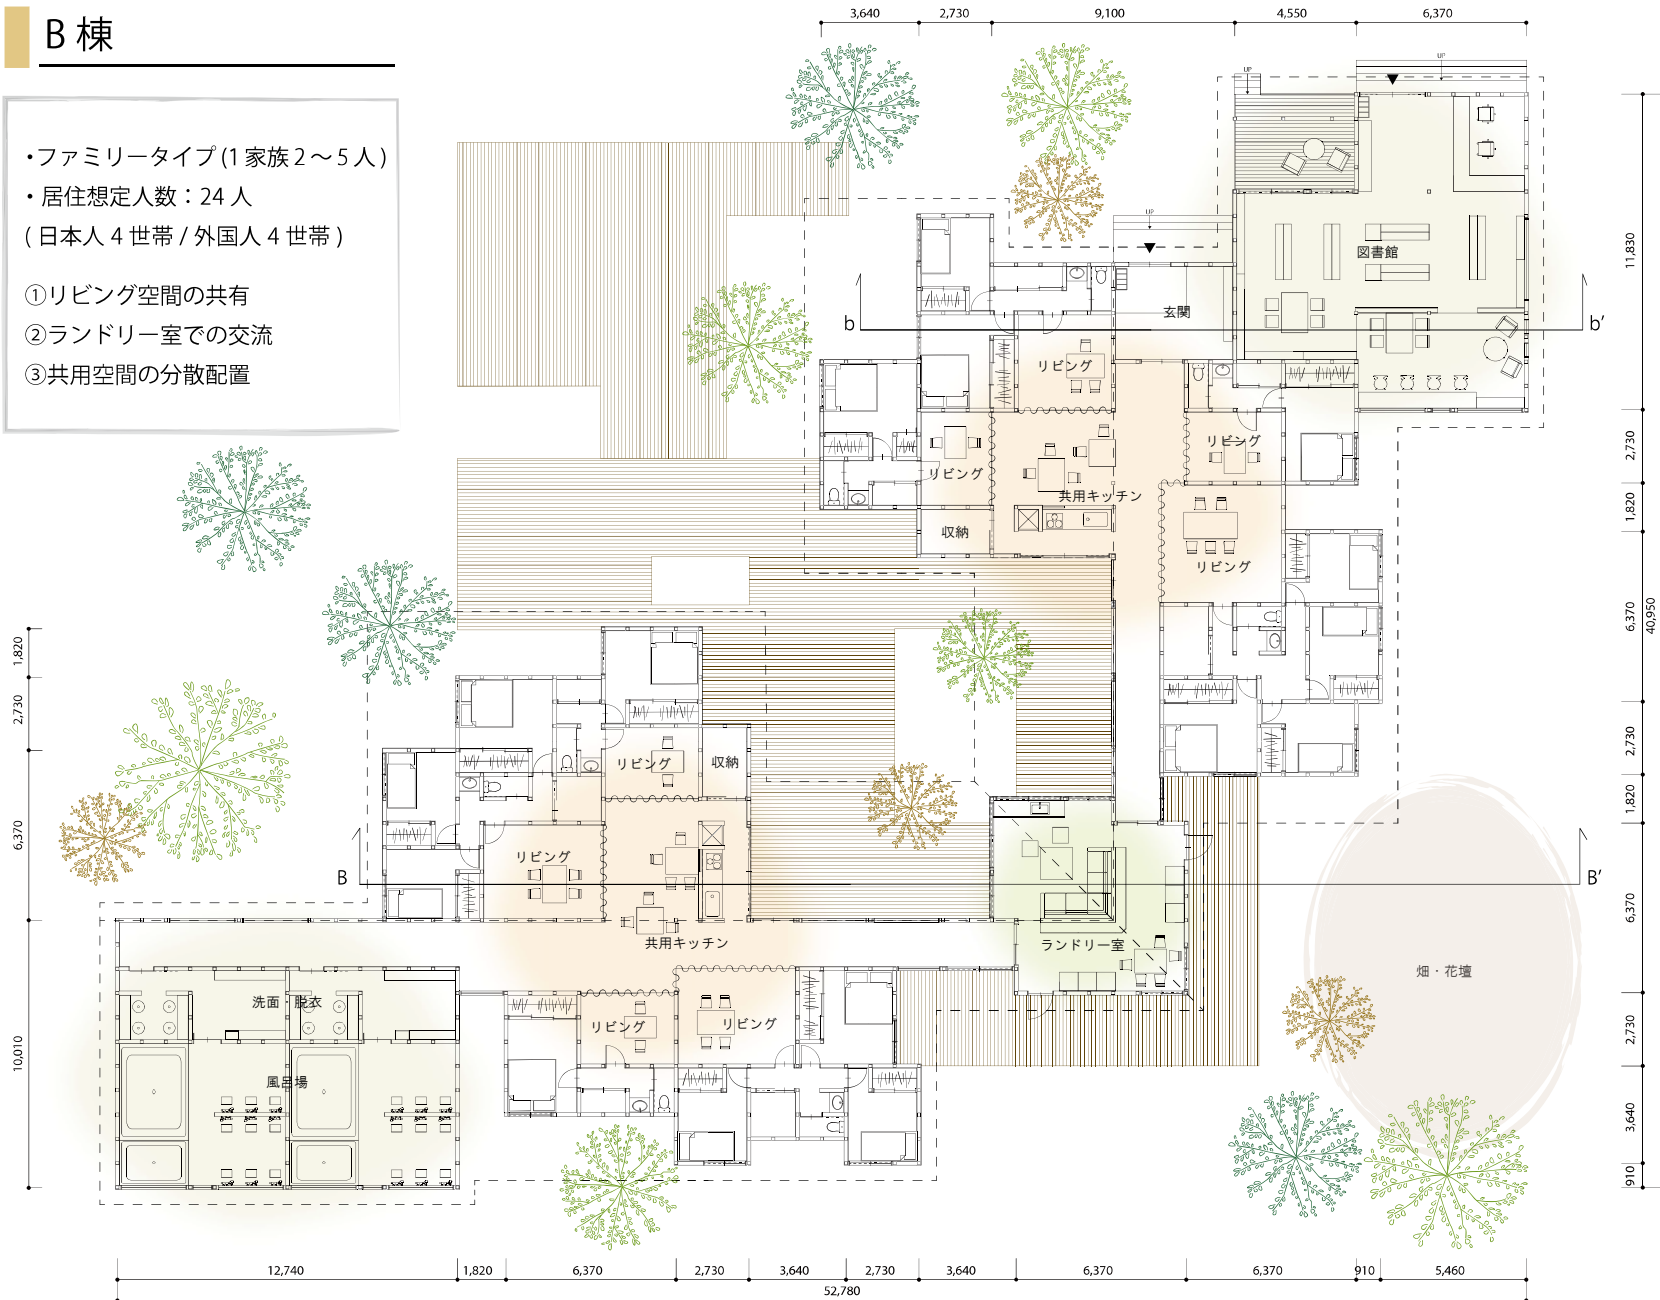 B 棟
・ファミリータイプ (1 家族 2 〜 5 人 )
・居住想定人数：24 人
( 日本人 4 世帯 / 外国人 4 世帯 )
①リビング空間の共有
②ランドリー室での交流
③共用空間の分散配置
3,640
2,730
9,100
4,550
6,370
UP
UP
UP
図書館
玄関
b
b'
リビング
リビング
リビング
共用キッチン
収納
リビング
11,830
2,730
1,820
6,370
40,950
2,730
1,820
6,370
2,730
3,640
910
1,820
2,730
6,370
10,010
リビング
収納
リビング
B
B'
共用キッチン
ランドリー室
畑・花壇
洗面・脱衣
リビング
リビング
風呂場
12,740
1,820
6,370
2,730
3,640
2,730
3,640
6,370
6,370
910
5,460
52,780